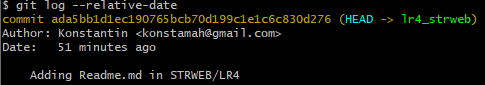 $ git log --relative-date
commit ada5bb1d1ec190765bcb70d199c1e1c6c830d276 (HEAD -> lr4_strweb)
Author: Konstantin <konstamah@gmail.com>
Date:   51 minutes ago
    Adding Readme.md in STRWEB/LR4